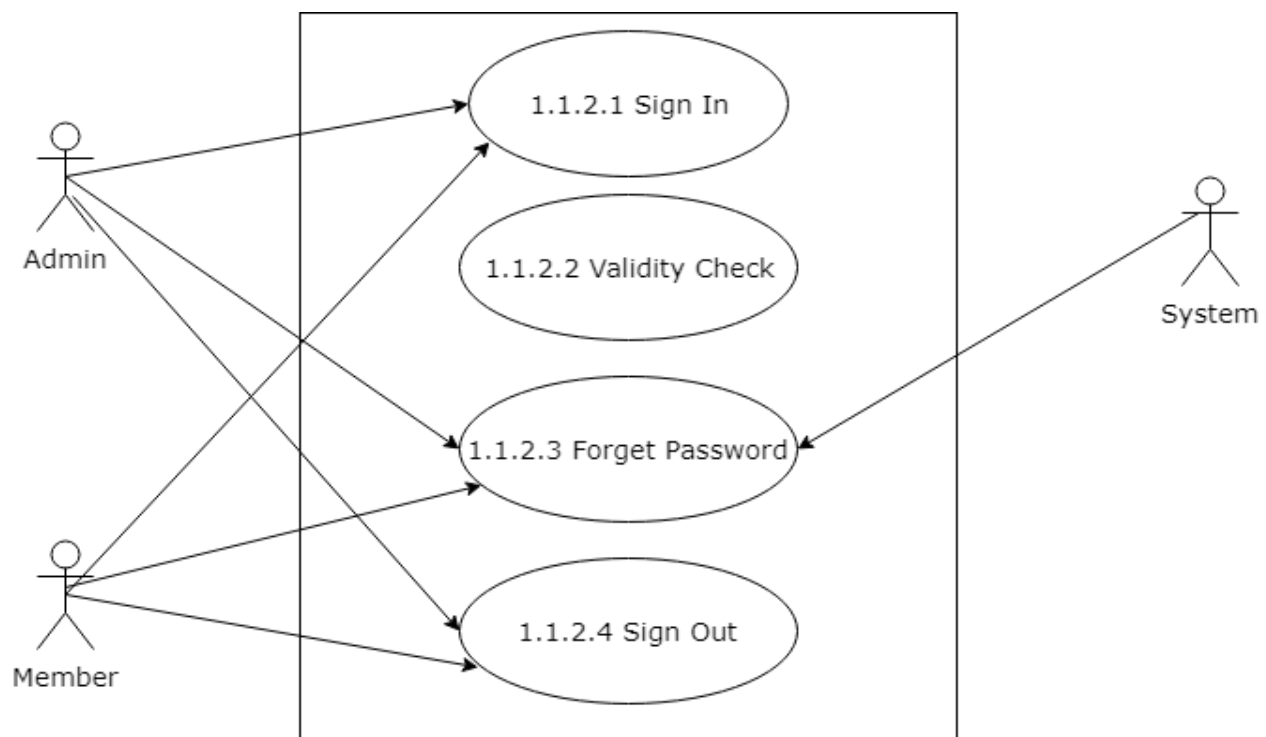 1.1.2.1 Sign In
Admin
1.1.2.2 Validity Check
System
1.1.2.3 Forget Password
1.1.2.4 Sign Out
Member